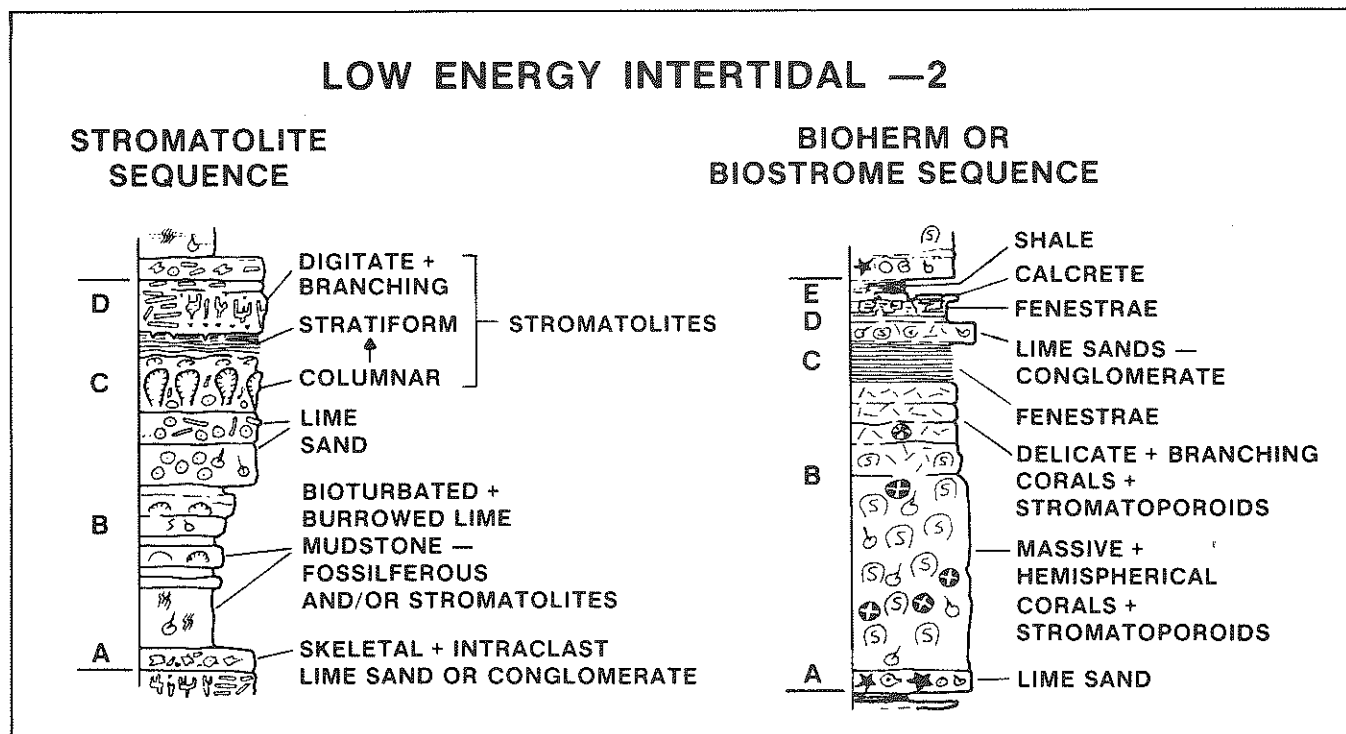 LOW ENERGY INTERTIDAL —2
STROMATOLITE
SEQUENCE
D
C
B
A
DIGITATE +
BRANCHING
STRATIFORM
COLUMNAR
STROMATOLITES
LIME
SAND
BIOTURBATED +
BURROWED LIME
MUDSTONE —
FOSSILFEROUS
AND/OR STROMATOLITES
SKELETAL + INTRACLAST
LIME SAND OR CONGLOMERATE
BIOHERM OR
BIOSTROME SEQUENCE
E
D
C
B
A
SHALE
CALCRETE
FENESTRAE
LIME SANDS —
CONGLOMERATE
FENESTRAE
DELICATE + BRANCHING
CORALS +
STROMATOPOROIDS
MASSIVE +
HEMISPHERICAL
CORALS +
STROMATOPOROIDS
LIME SAND